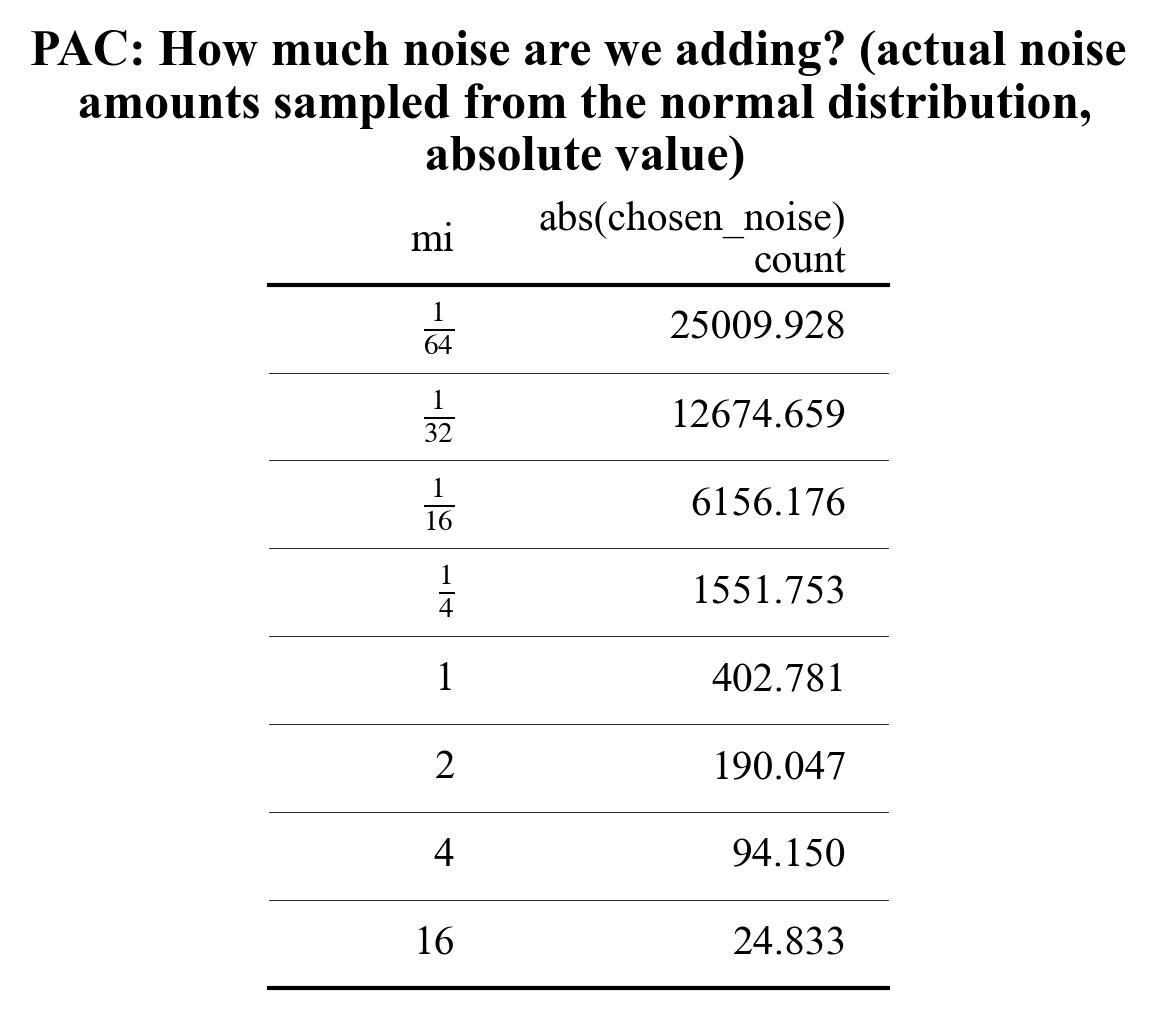 PAC: How much noise are we adding? (actual noise
amounts sampled from the normal distribution,
absolute value)
mi abs(chosen_noise)
count
1/64 25009.928
1/32 12674.659
1/16 6156.176
1/4 1551.753
1 402.781
2 190.047
4 94.150
16 24.833